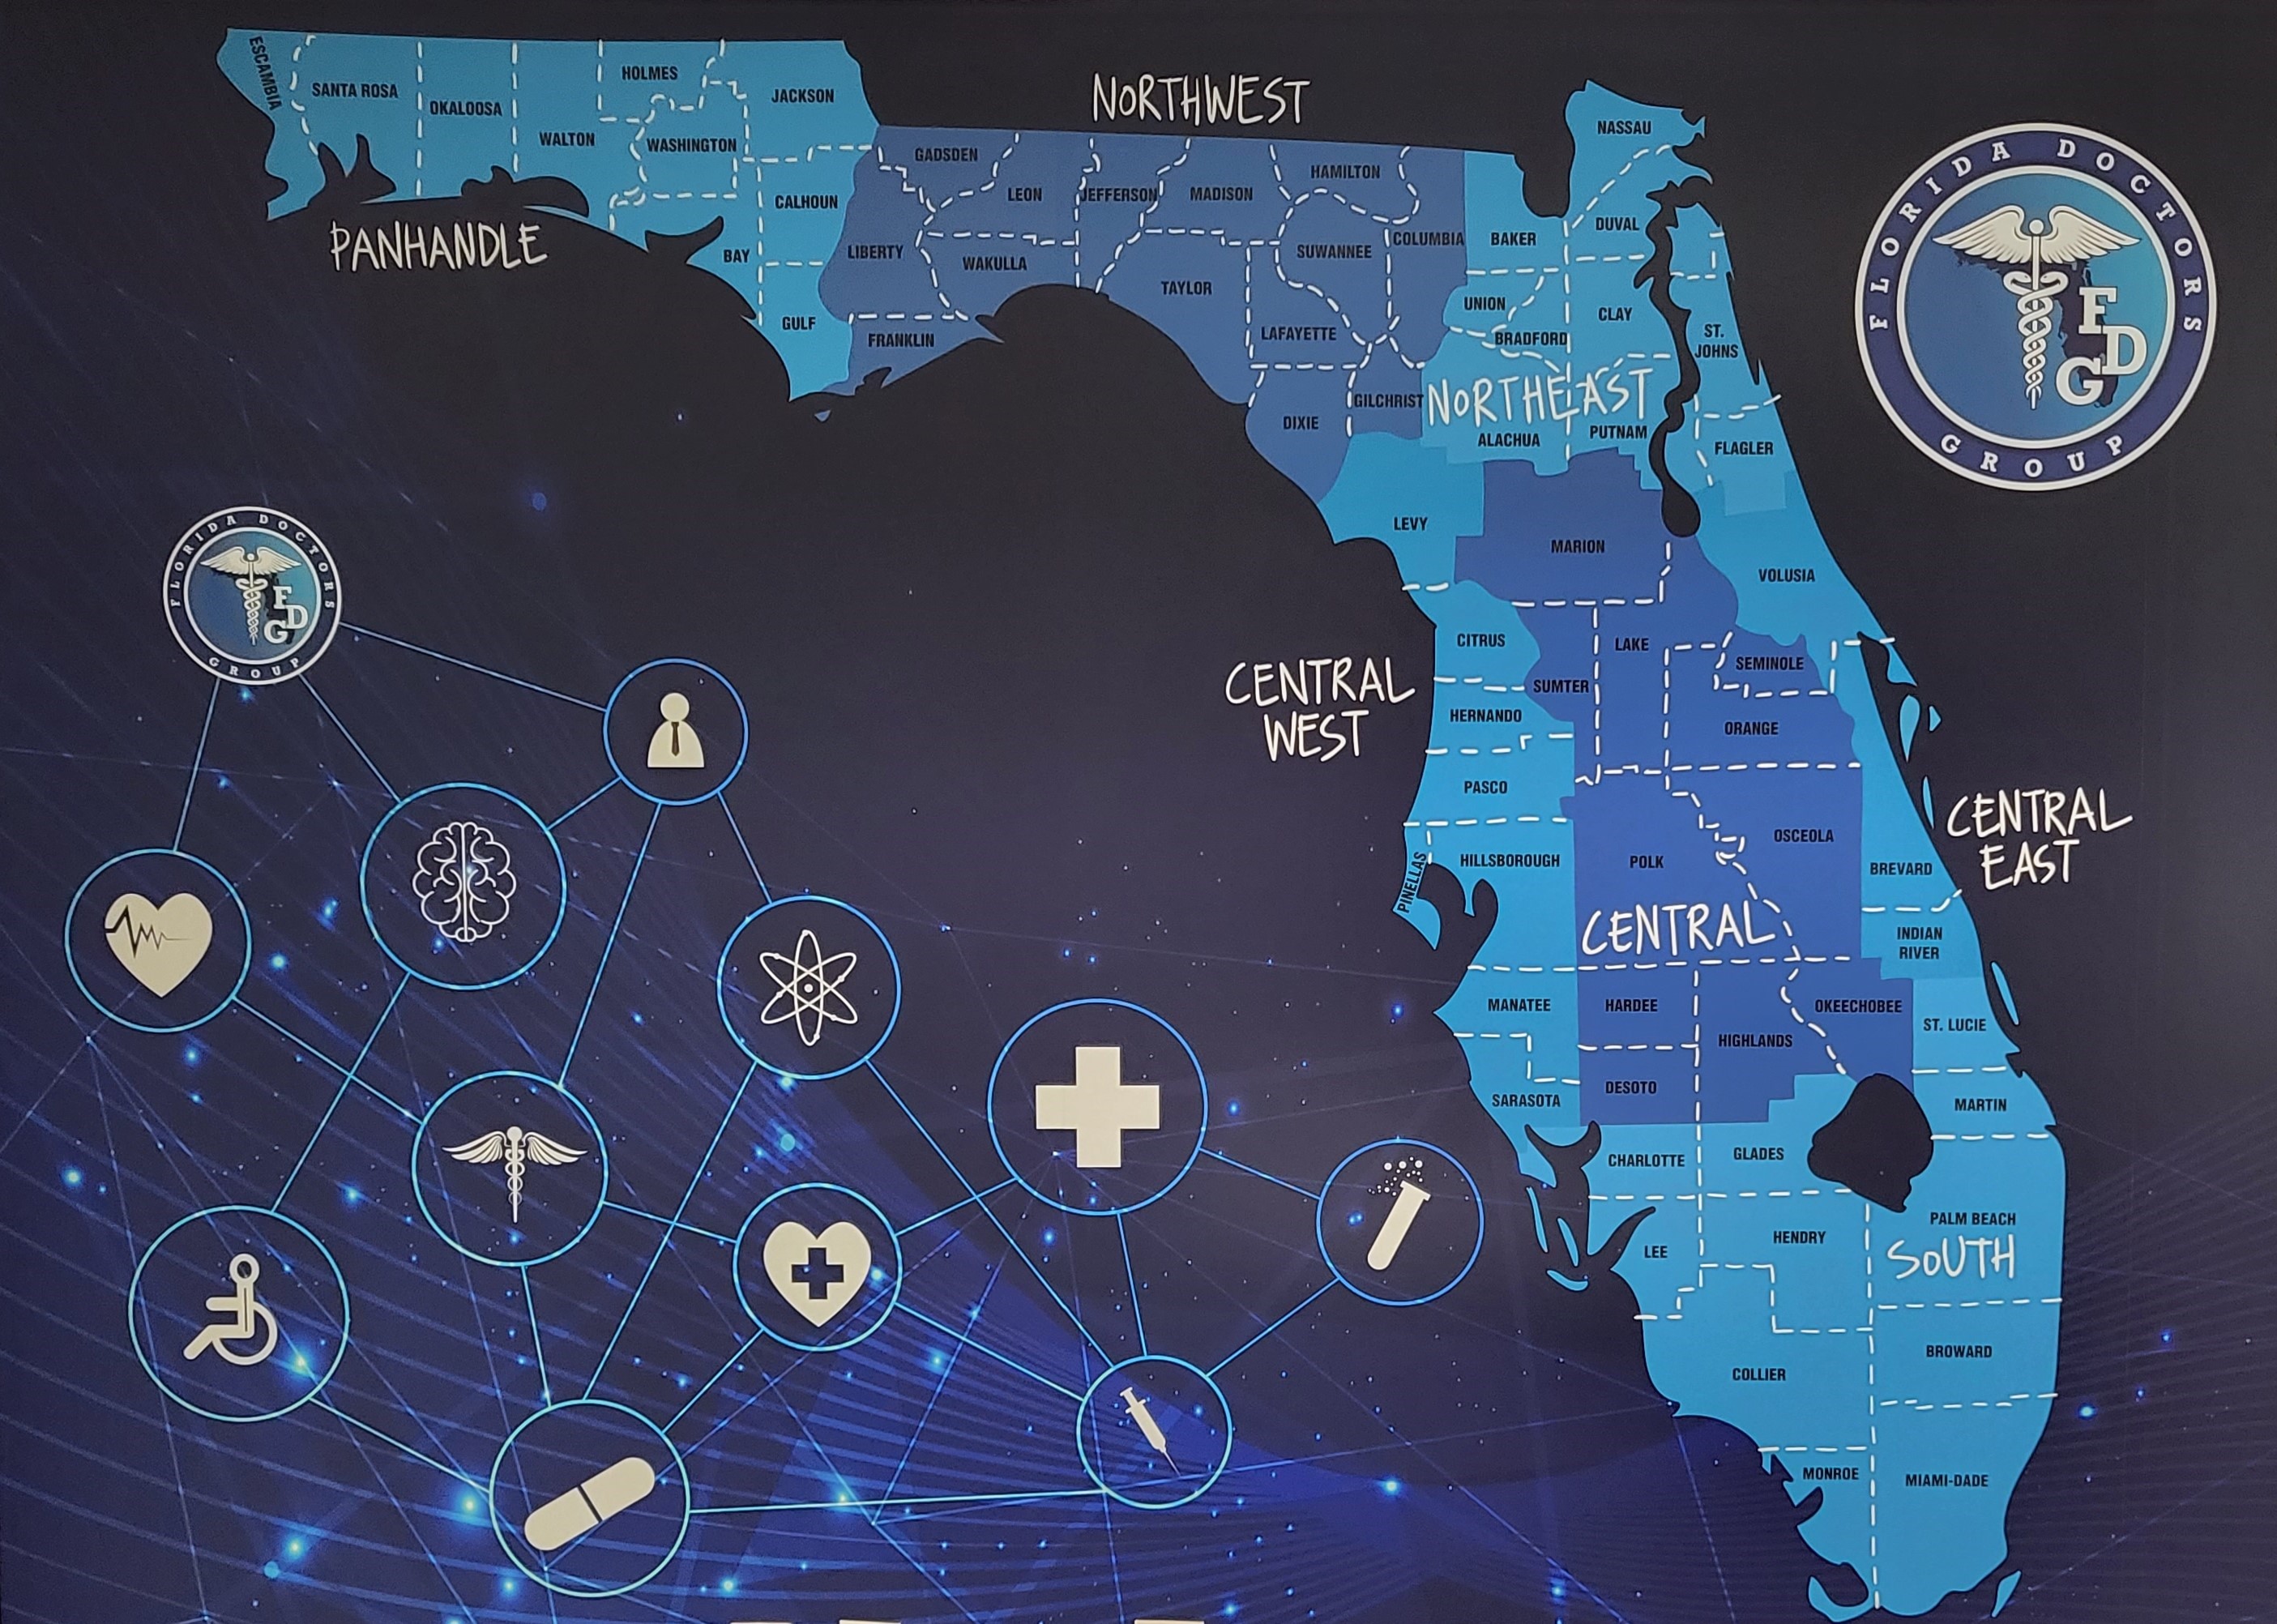 ESCAMBIA
SANTA ROSA
OKALOOSA
WALTON
HOLMES
WASHINGTON
JACKSON
CALHOUN
BAY
GULF
PANHANDLE
NORTHWEST
GADSDEN
LEON
JEFFERSON
MADISON
HAMILTON
LIBERTY
WAKULLA
FRANKLIN
TAYLOR
SUWANNEE
COLUMBIA
LAFAYETTE
DIXIE
GILCHRIST
NASSAU
DUVAL
BAKER
UNION
BRADFORD
CLAY
ST.
JOHNS
NORTHEAST
ALACHUA
PUTNAM
FLAGLER
FLORIDA DOCTORS
GROUP
FDG
LEVY
MARION
VOLUSIA
FLORIDA DOCTORS
GROUP
FDG
CITRUS
LAKE
SEMINOLE
SUMTER
HERNANDO
ORANGE
CENTRAL
WEST
PASCO
PINELLAS
HILLSBOROUGH
POLK
OSCEOLA
BREVARD
CENTRAL
EAST
CENTRAL
INDIAN
RIVER
MANATEE
HARDEE
OKEECHOBEE
ST. LUCIE
HIGHLANDS
SARASOTA
DESOTO
MARTIN
CHARLOTTE
GLADES
PALM BEACH
LEE
HENDRY
SOUTH
BROWARD
COLLIER
MONROE
MIAMI-DADE